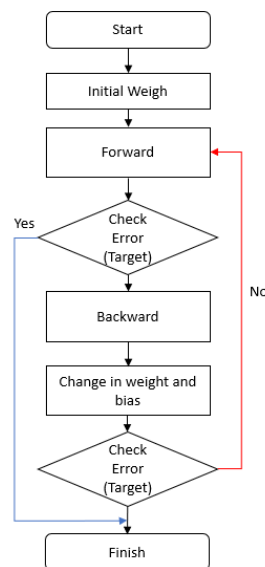 Start
Initial Weigh
Forward
Yes
Check
Error
(Target)
Backward
No
Change in weight and
bias
Check
Error
(Target)
Finish